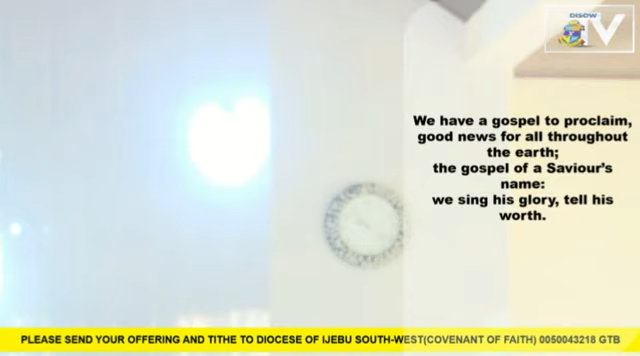 DISOW
TV
We have a gospel to proclaim,
good news for all throughout
the earth;
the gospel of a Saviour's
name:
we sing his glory, tell his
worth.
PLEASE SEND YOUR OFFERING AND TITHE TO DIOCESE OF IJEBU SOUTH-WEST(COVENANT OF FAITH) 0050043218 GTB